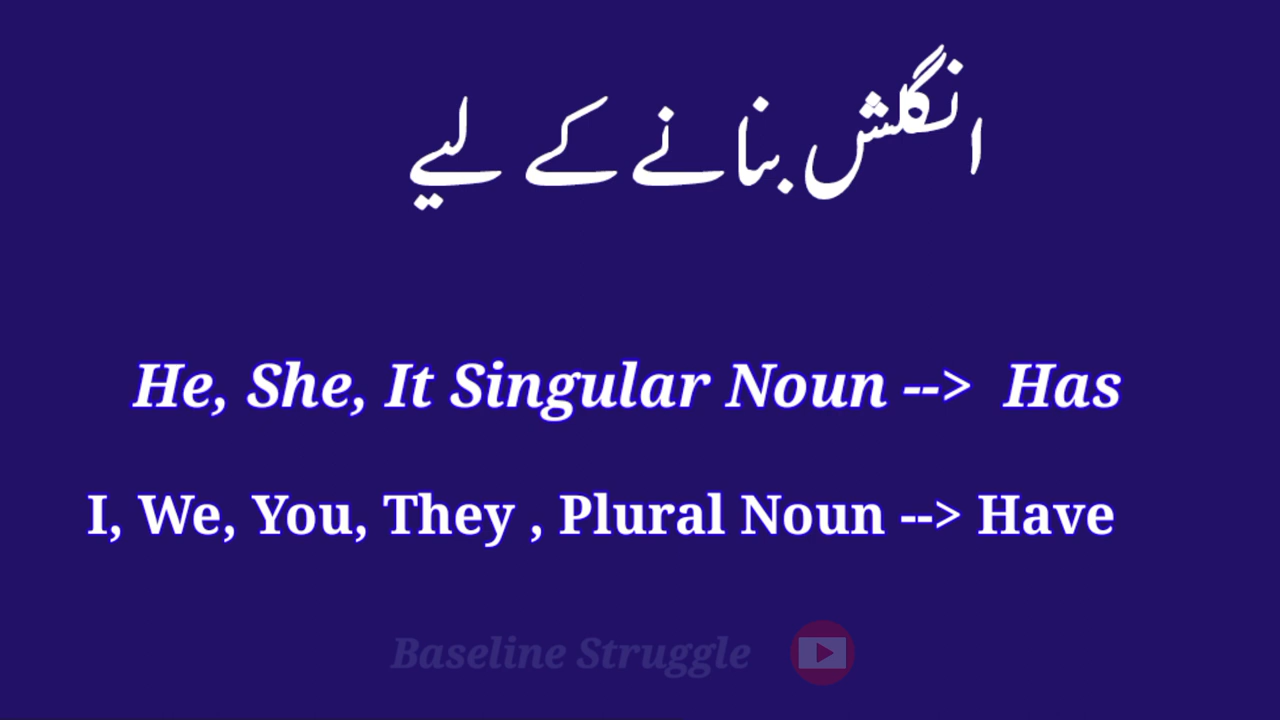 انگلش بنانے کے لیے
He, She, It Singular Noun --> Has
I, We, You, They , Plural Noun --> Have
Baseline Struggle